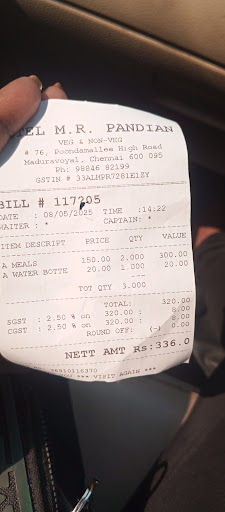 TEL M.R. PANDIAN
VEG & NON-VEG
# 76, Poondamallee High Road
Maduravoyal, Chennai 600 095
Ph: 98846 82199
GSTIN # 33ALHPR7281E1ZY
BILL # 117205
DATE : 08/05/2025 TIME :14:22
WAITER : * CAPTAIN: *
ITEM DESCRIPT PRICE QTY VALUE
A MEALS 150.00 2.000 300.00
A WATER BOTTE 20.00 1.000 20.00
TOT QTY 3.000
TOTAL: 320.00
SGST : 2.50 % on 320.00 : 8.00
CGST : 2.50 % on 320.00 : 8.00
ROUND OFF: (-) 0.00
NETT AMT Rs:336.0
*** VISIT AGAIN ***